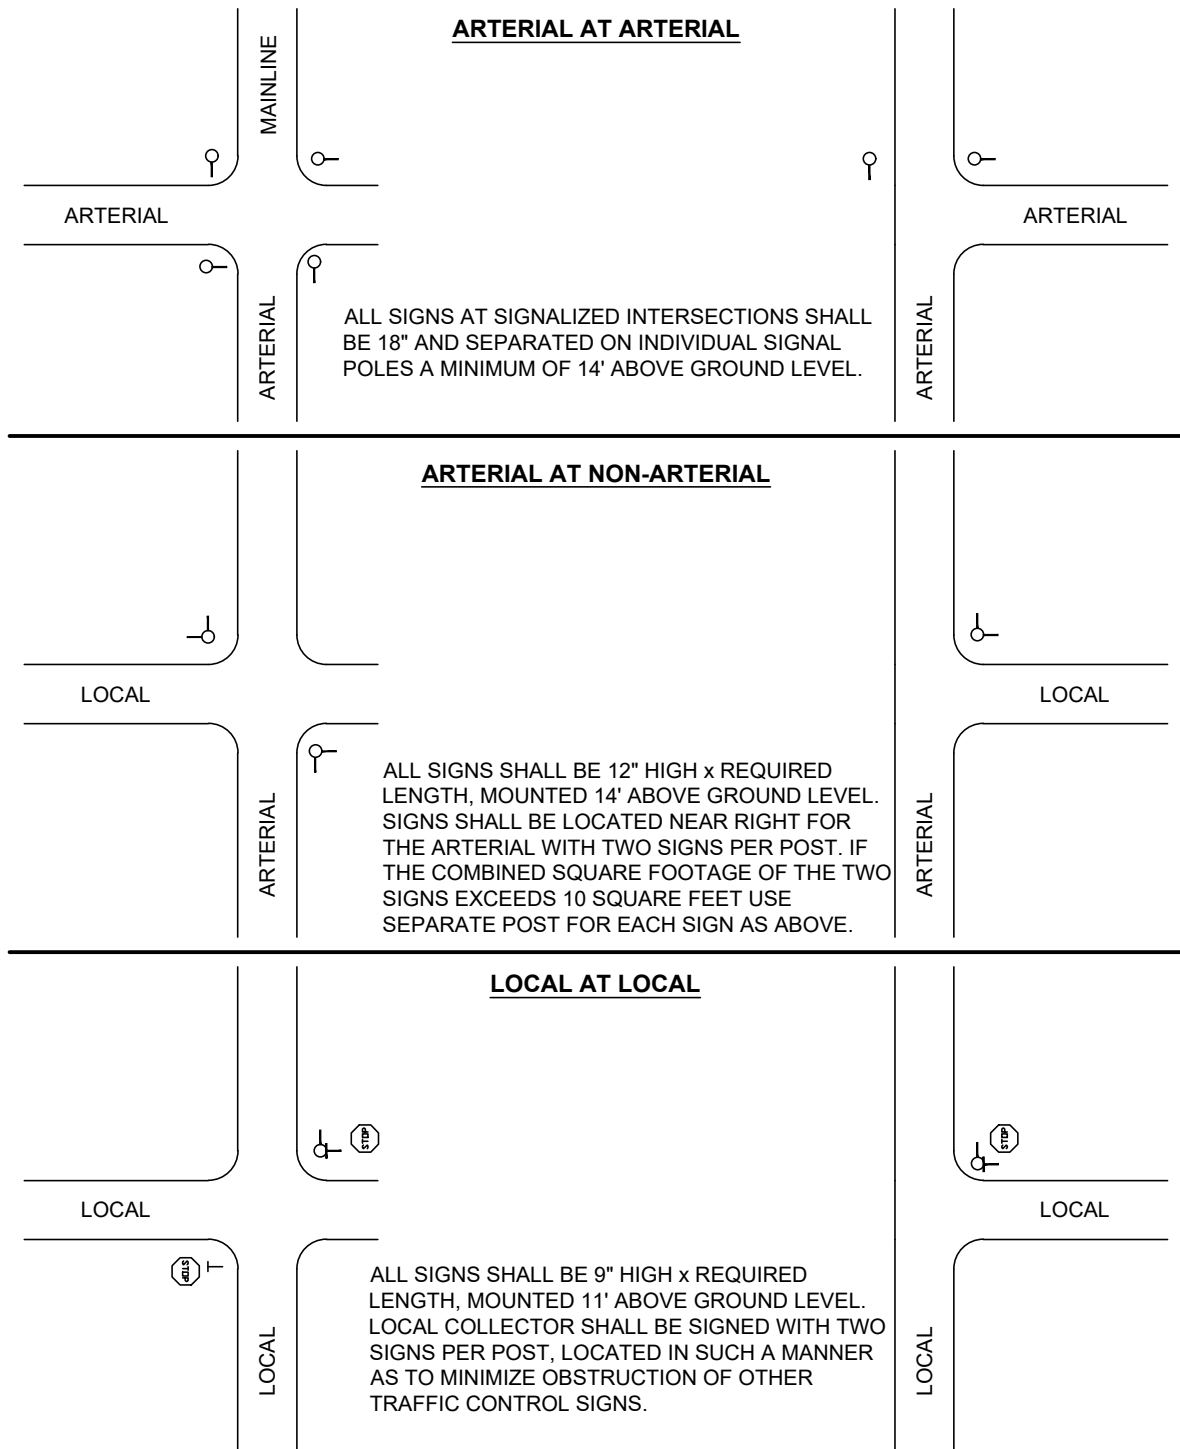 ARTERIAL AT ARTERIAL
MAINLINE
ARTERIAL
ARTERIAL
ARTERIAL
ARTERIAL
ALL SIGNS AT SIGNALIZED INTERSECTIONS SHALL
BE 18" AND SEPARATED ON INDIVIDUAL SIGNAL
POLES A MINIMUM OF 14' ABOVE GROUND LEVEL.
ARTERIAL AT NON-ARTERIAL
LOCAL
LOCAL
ARTERIAL
ARTERIAL
ALL SIGNS SHALL BE 12" HIGH x REQUIRED
LENGTH, MOUNTED 14' ABOVE GROUND LEVEL.
SIGNS SHALL BE LOCATED NEAR RIGHT FOR
THE ARTERIAL WITH TWO SIGNS PER POST. IF
THE COMBINED SQUARE FOOTAGE OF THE TWO
SIGNS EXCEEDS 10 SQUARE FEET USE
SEPARATE POST FOR EACH SIGN AS ABOVE.
LOCAL AT LOCAL
STOP
STOP
LOCAL
LOCAL
STOP
LOCAL
LOCAL
ALL SIGNS SHALL BE 9" HIGH x REQUIRED
LENGTH, MOUNTED 11' ABOVE GROUND LEVEL.
LOCAL COLLECTOR SHALL BE SIGNED WITH TWO
SIGNS PER POST, LOCATED IN SUCH A MANNER
AS TO MINIMIZE OBSTRUCTION OF OTHER
TRAFFIC CONTROL SIGNS.